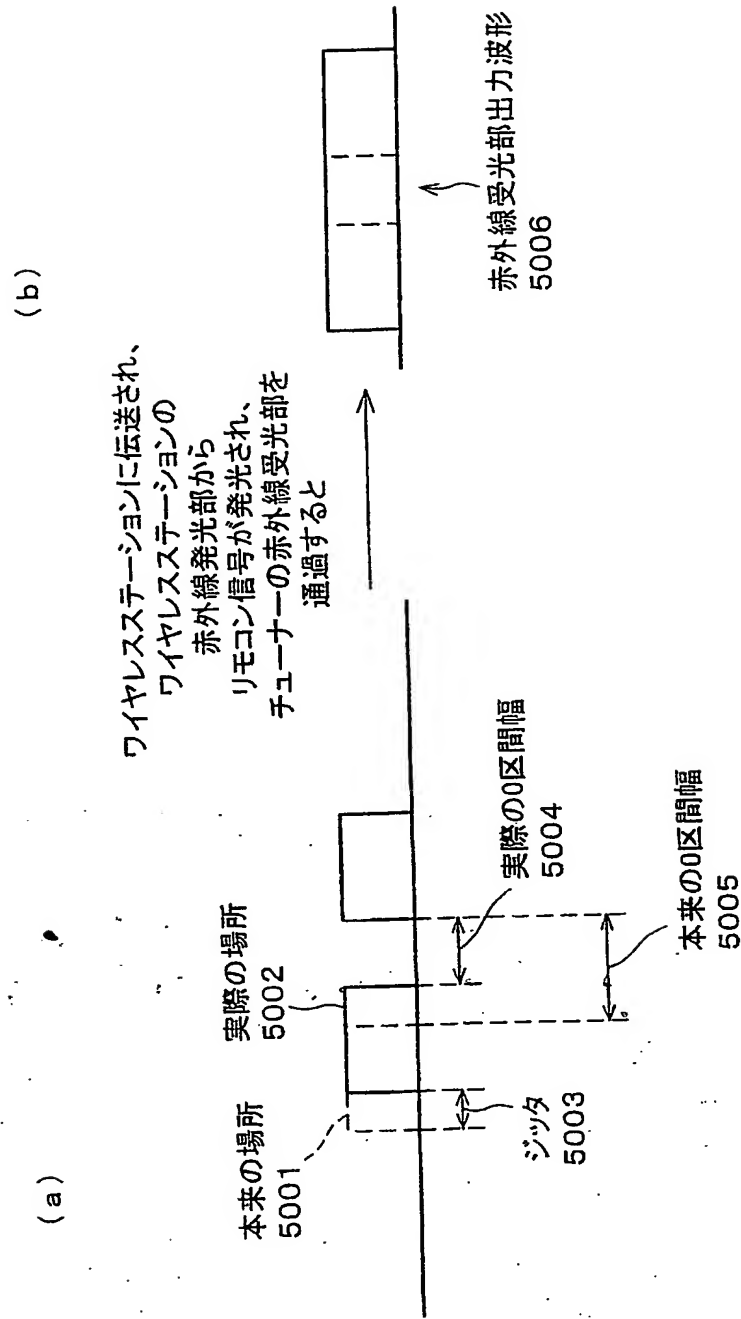 (a)
本来の場所
5001
実際の場所
5002
ジッタ
5003
実際の0区間幅
5004
本来の0区間幅
5005
ワイヤレスステーションに伝送され、
ワイヤレスステーションの
赤外線発光部から
リモコン信号が発光され、
チューナーの赤外線受光部を
通過すると
(b)
赤外線受光部出力波形
5006